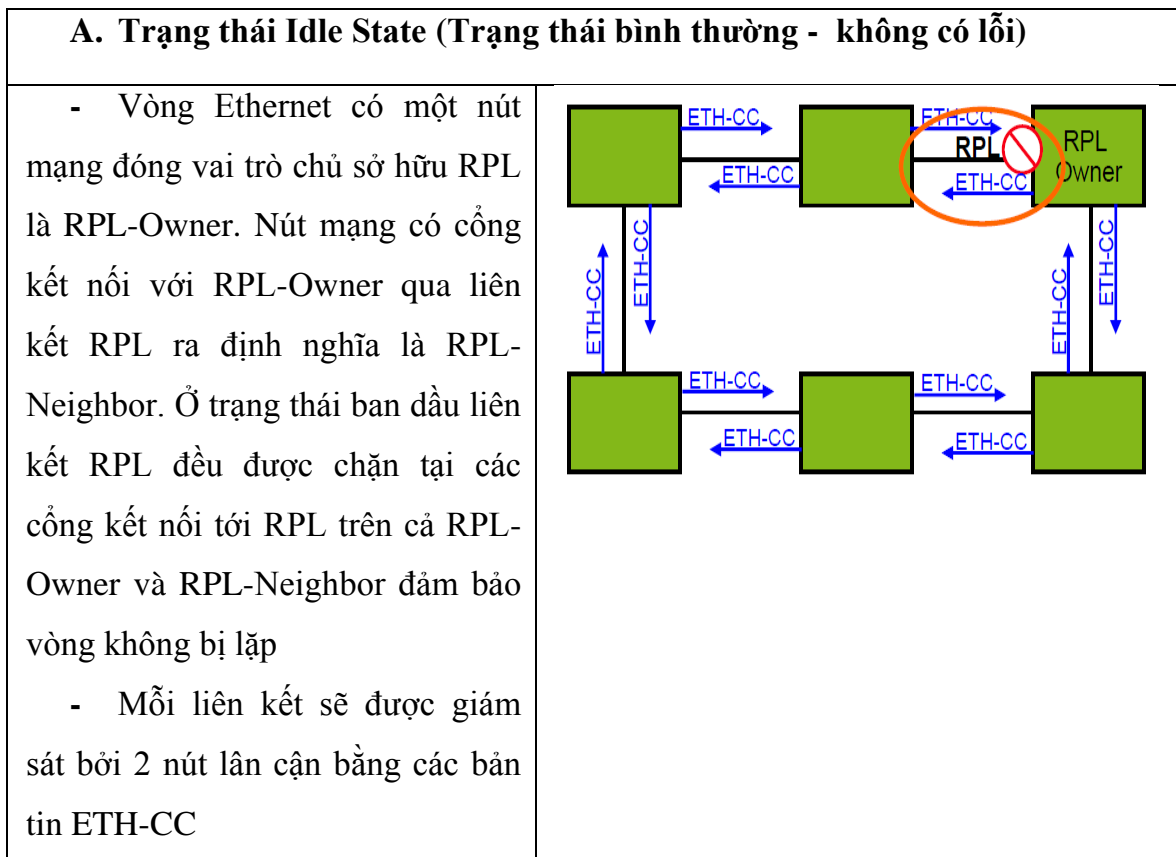 A. Trạng thái Idle State (Trạng thái bình thường - không có lỗi)
- Vòng Ethernet có một nút
mạng đóng vai trò chủ sở hữu RPL
là RPL-Owner. Nút mạng có cổng
kết nối với RPL-Owner qua liên
kết RPL ra định nghĩa là RPL-
Neighbor. Ở trạng thái ban dầu liên
kết RPL đều được chặn tại các
cổng kết nối tới RPL trên cả RPL-
Owner và RPL-Neighbor đảm bảo
vòng không bị lặp
- Mỗi liên kết sẽ được giám
sát bởi 2 nút lân cận bằng các bản
tin ETH-CC
ETH-CC
ETH-CC
RPL
RPL
Owner
ETH-CC
ETH-CC
ETH-CC
ETH-CC
ETH-CC
ETH-CC
ETH-CC
ETH-CC
ETH-CC
ETH-CC